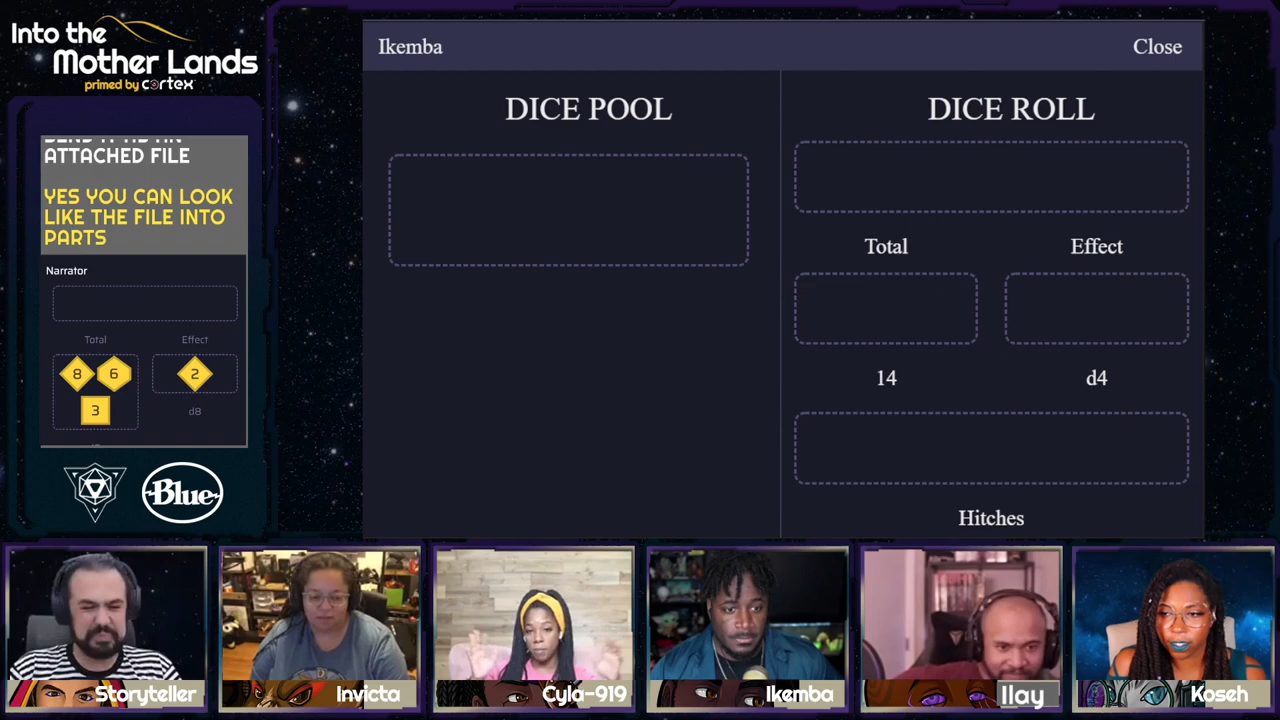 Into the
Mother Lands
primed by cortex
ATTACHED FILE
YES YOU CAN LOOK
LIKE THE FILE INTO
PARTS
Narrator
Total
Effect
8
6
2
3
d8
Blue
Ikemba
Close
DICE POOL
DICE ROLL
Total
Effect
14
d4
Hitches
Storyteller
Invicta
Cyla-919
Ikemba
Ilay
Koseh